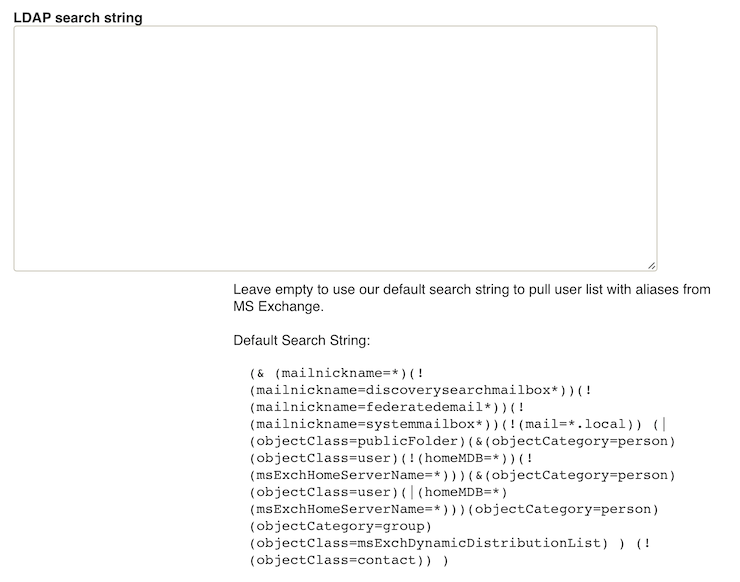 LDAP search string
Leave empty to use our default search string to pull user list with aliases from
MS Exchange.
Default Search String:
(& (mailnickname=*)(!
(mailnickname=discoverysearchmailbox*))(!
(mailnickname=federatedemail*))(!
(mailnickname=systemmailbox*))(!(mail=*.local)) (|
(objectClass=publicFolder)(&(objectCategory=person)
(objectClass=user)(!(homeMDB=*))(!
(msExchHomeServerName=*)))(&(objectCategory=person)
(objectClass=user)(|(homeMDB=*)
(msExchHomeServerName=*)))(objectCategory=person)
(objectCategory=group)
(objectClass=msExchDynamicDistributionList) ) (!
(objectClass=contact)) )